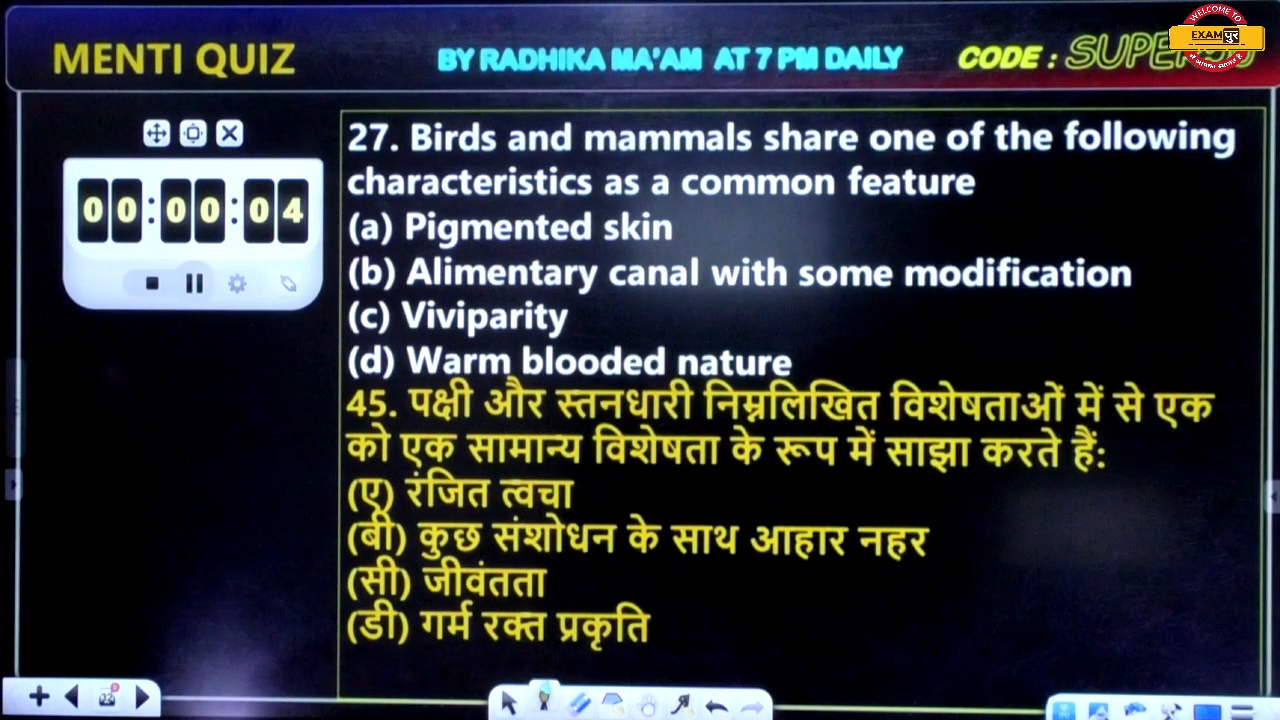 MENTI QUIZ
BY RADHIKA MA'AM AT 7 PM DAILY
CODE :
WELCOME TO
EXAM पुर
00:00:04
27. Birds and mammals share one of the following
characteristics as a common feature
(a) Pigmented skin
(b) Alimentary canal with some modification
(c) Viviparity
(d) Warm blooded nature
45. पक्षी और स्तनधारी निम्नलिखित विशेषताओं में से एक
को एक सामान्य विशेषता के रूप में साझा करते हैं:
(ए) रंजित त्वचा
(बी) कुछ संशोधन के साथ आहार नहर
(सी) जीवंतता
(डी) गर्म रक्त प्रकृति